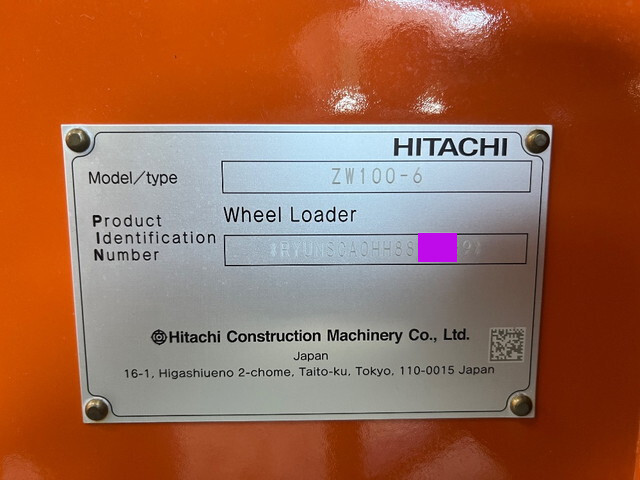 HITACHI
Model/type ZW100-6
Product Identification Number
Wheel Loader
Hitachi Construction Machinery Co., Ltd.
Japan
16-1, Higashiueno 2-chome, Taito-ku, Tokyo, 110-0015 Japan